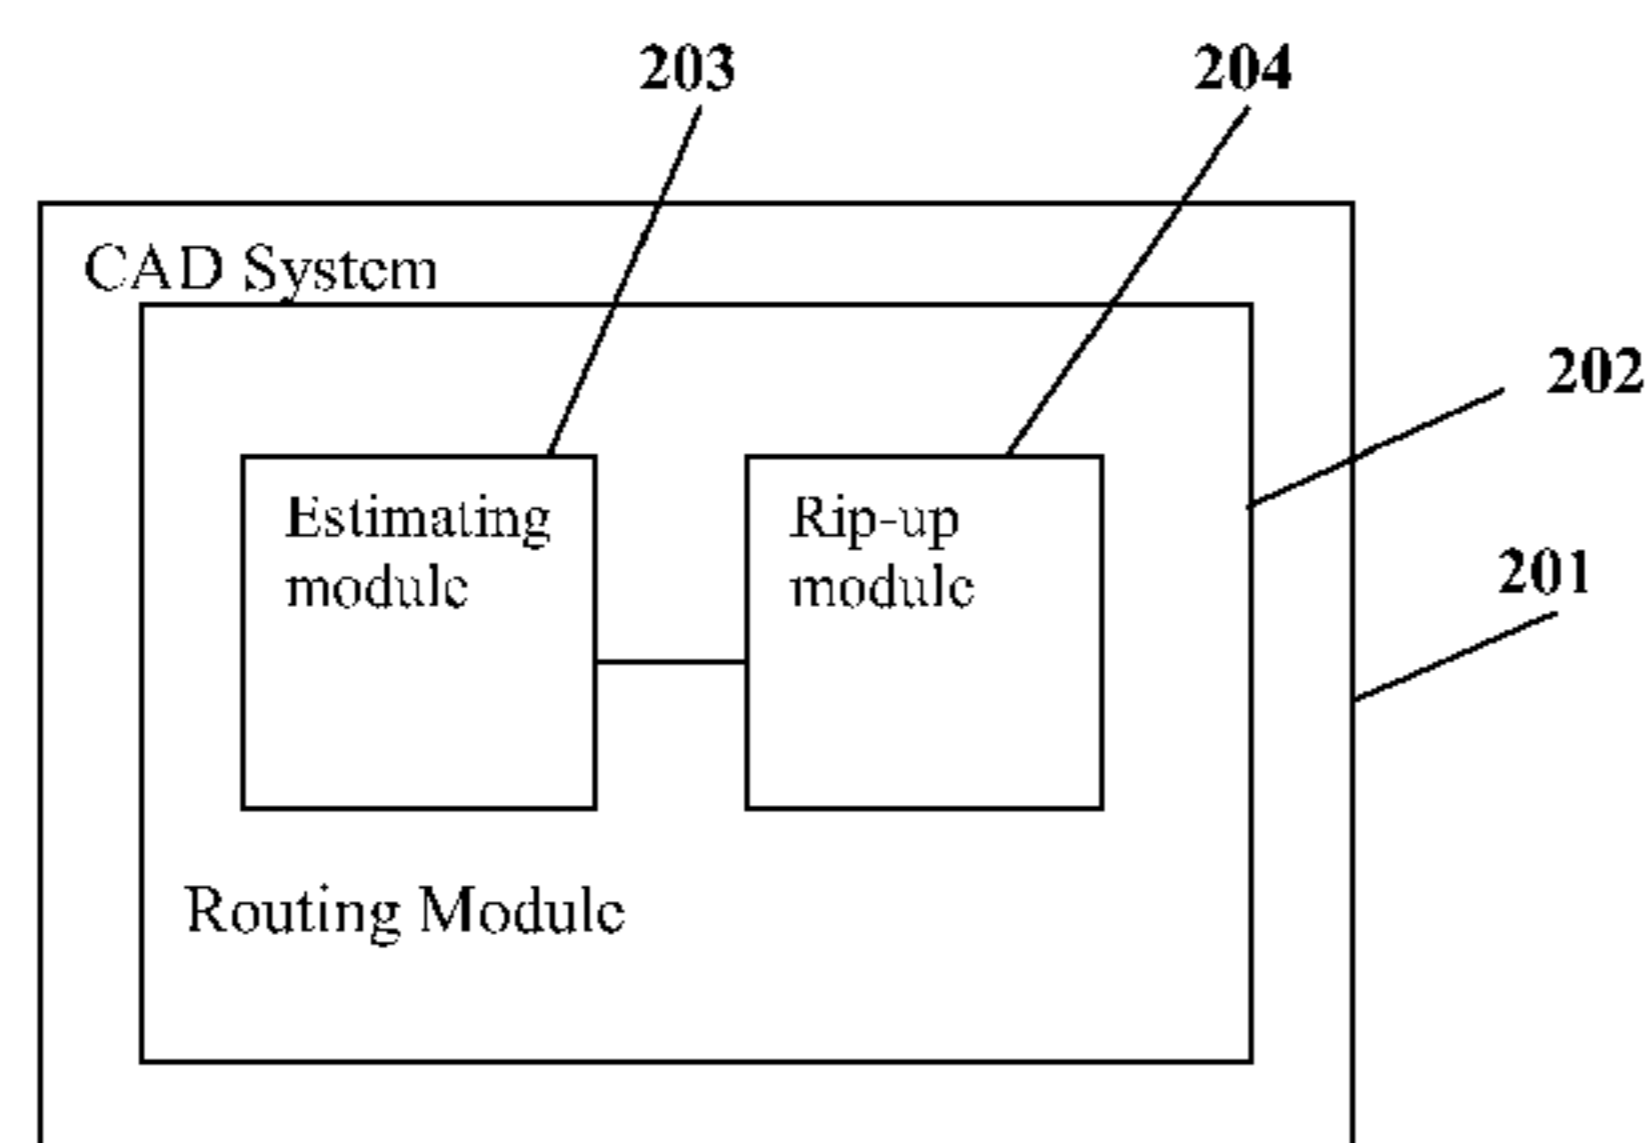 203
204
CAD System
202
Estimating
module
Rip-up
module
201
Routing Module